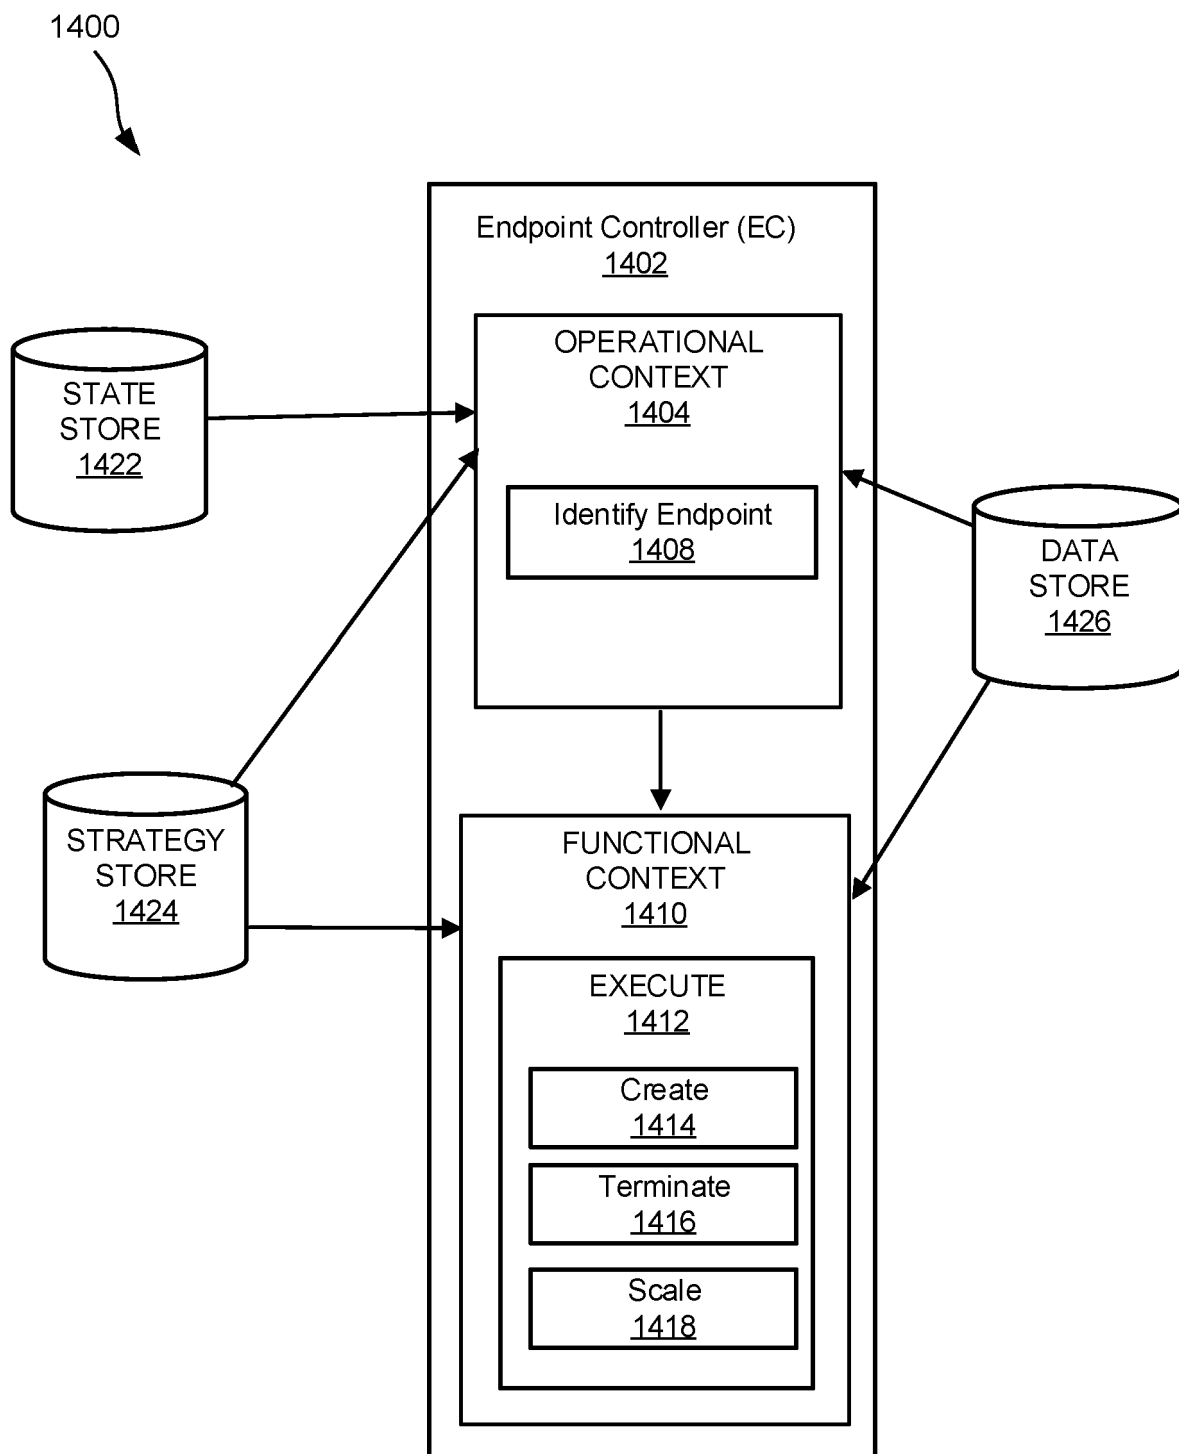 1400
Endpoint Controller (EC)
1402
OPERATIONAL
CONTEXT
1404
Identify Endpoint
1408
STATE
STORE
1422
DATA
STORE
1426
STRATEGY
STORE
1424
FUNCTIONAL
CONTEXT
1410
EXECUTE
1412
Create
1414
Terminate
1416
Scale
1418